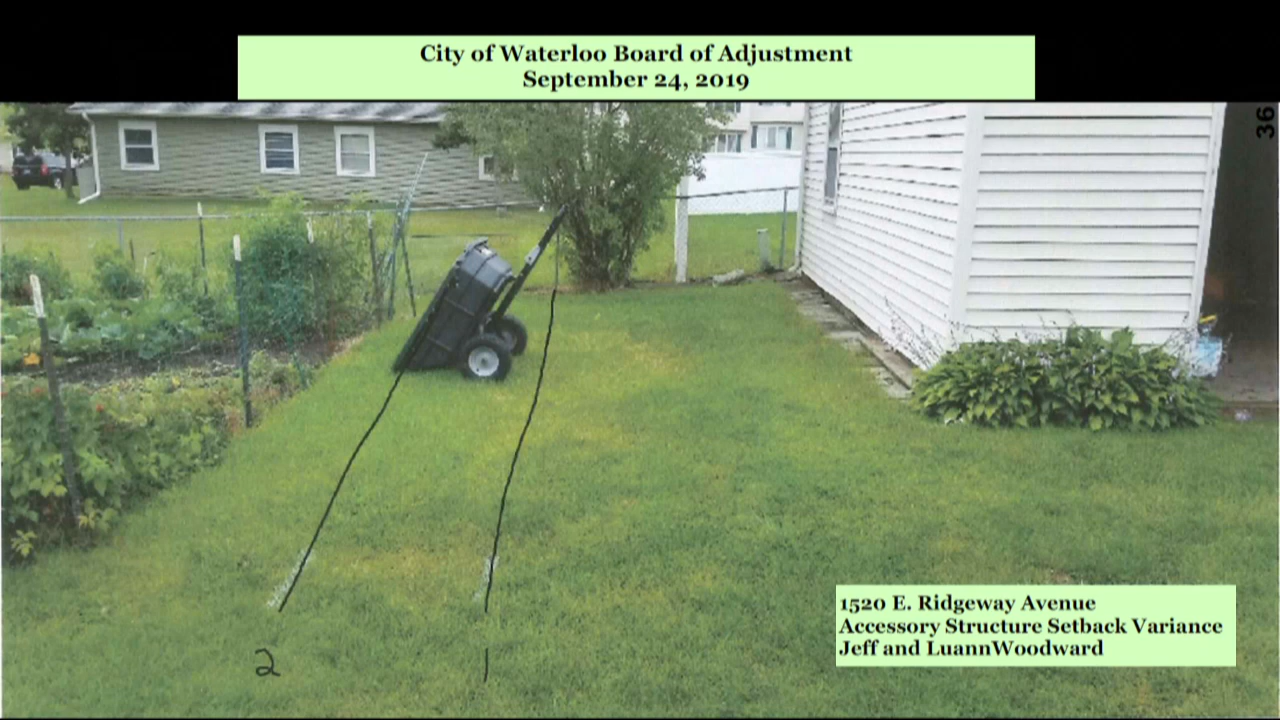 City of Waterloo Board of Adjustment
September 24, 2019
36
1520 E. Ridgeway Avenue
Accessory Structure Setback Variance
Jeff and LuannWoodward
2
1